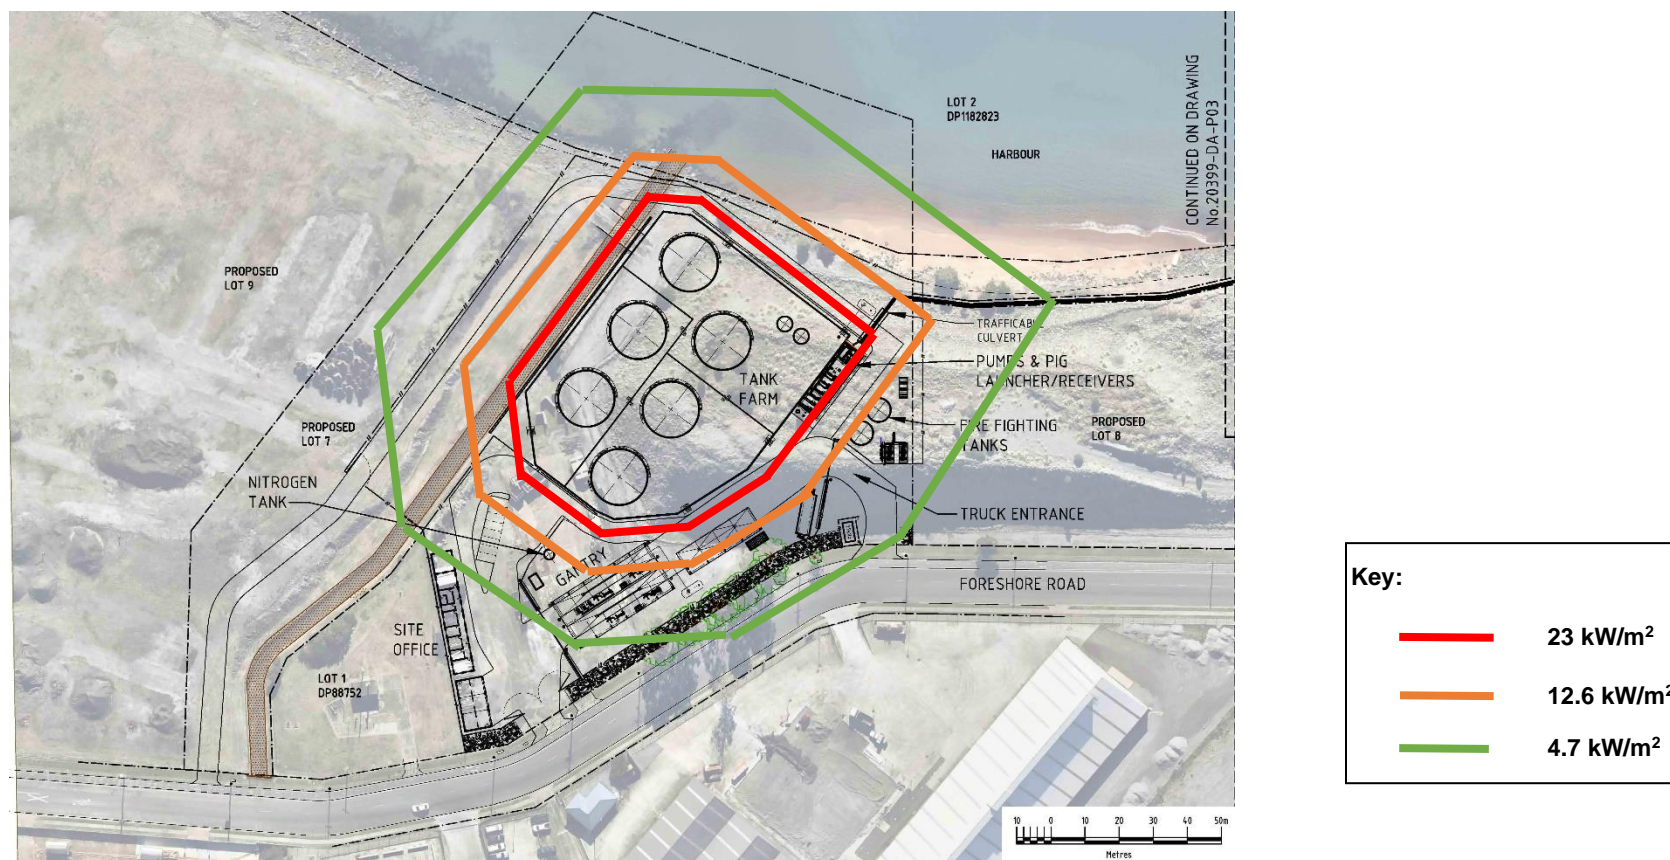 LOT 2
DP1182823
HARBOUR
CONTINUED ON DRAWING
No.20399-DA-P03
PROPOSED
LOT 9
TRAFFICABLE
CULVERT
PUMPS & PIG
LAUNCHER/RECEIVERS
TANK
FARM
FIRE FIGHTING
TANKS
PROPOSED
LOT 8
PROPOSED
LOT 7
NITROGEN
TANK
TRUCK ENTRANCE
GANTRY
FORESHORE ROAD
SITE
OFFICE
LOT 1
DP88752
Key:
23 kW/m²
12.6 kW/m²
4.7 kW/m²
10 0 10 20 30 40 50m
Metres